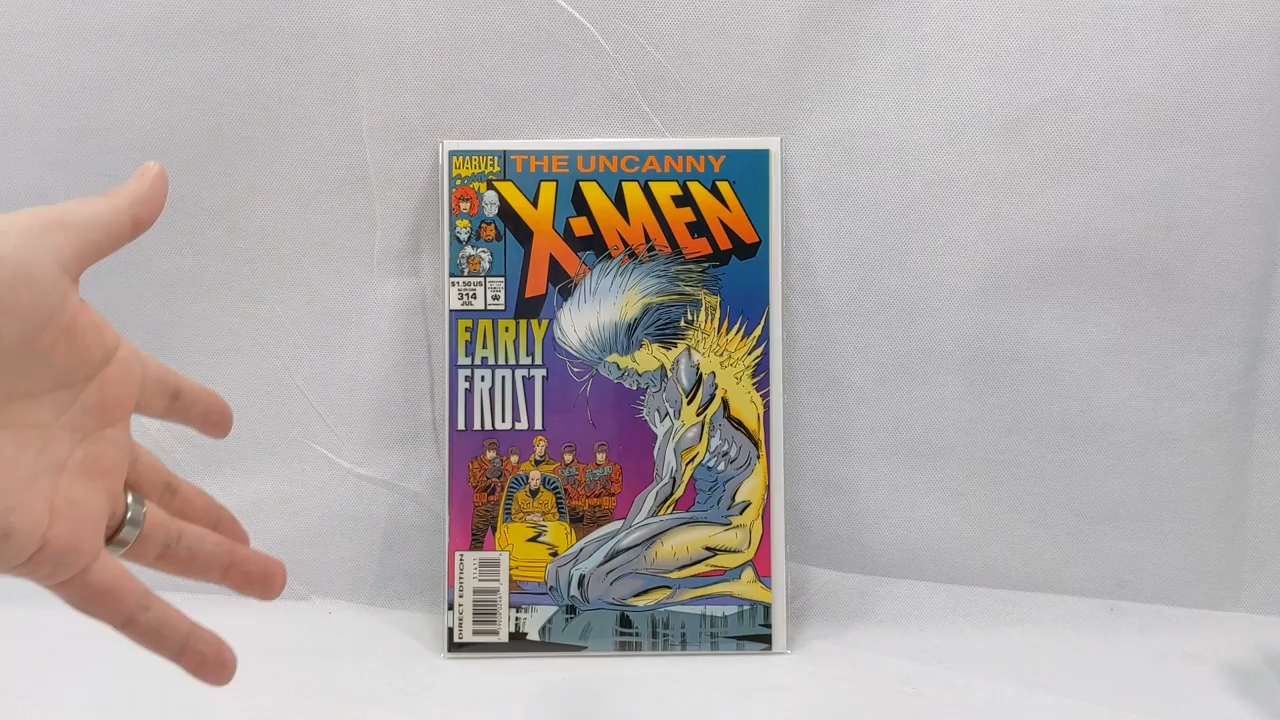 MARVEL
COMICS
THE UNCANNY
X-MEN
$1.50 US
314
JUL
EARLY
FROST
DIRECT EDITION